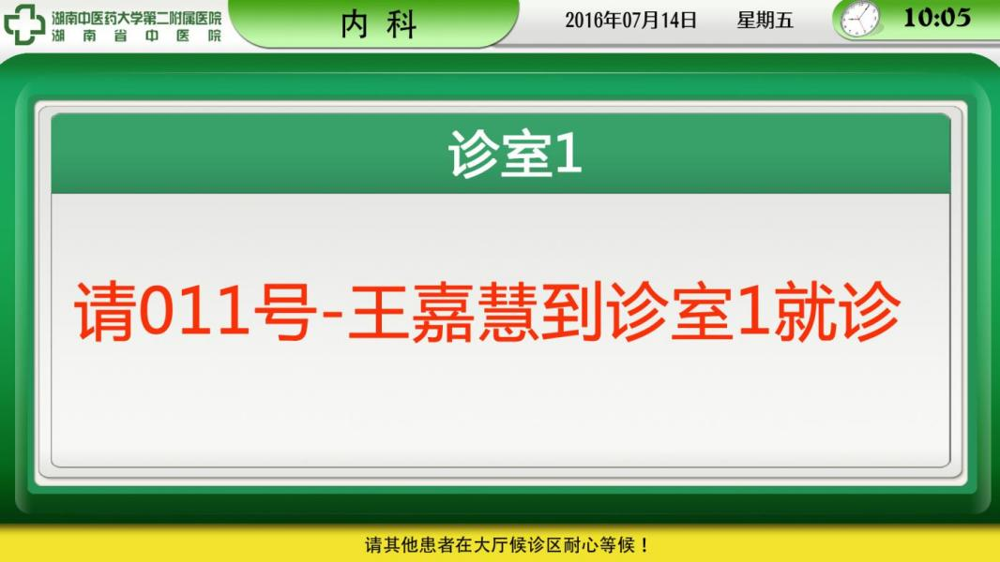 湖南中医药大学第二附属医院
湖南省中医院
内科
2016年07月14日 星期五
10:05
诊室1
请011号-王嘉慧到诊室1就诊
请其他患者在大厅候诊区耐心等候！